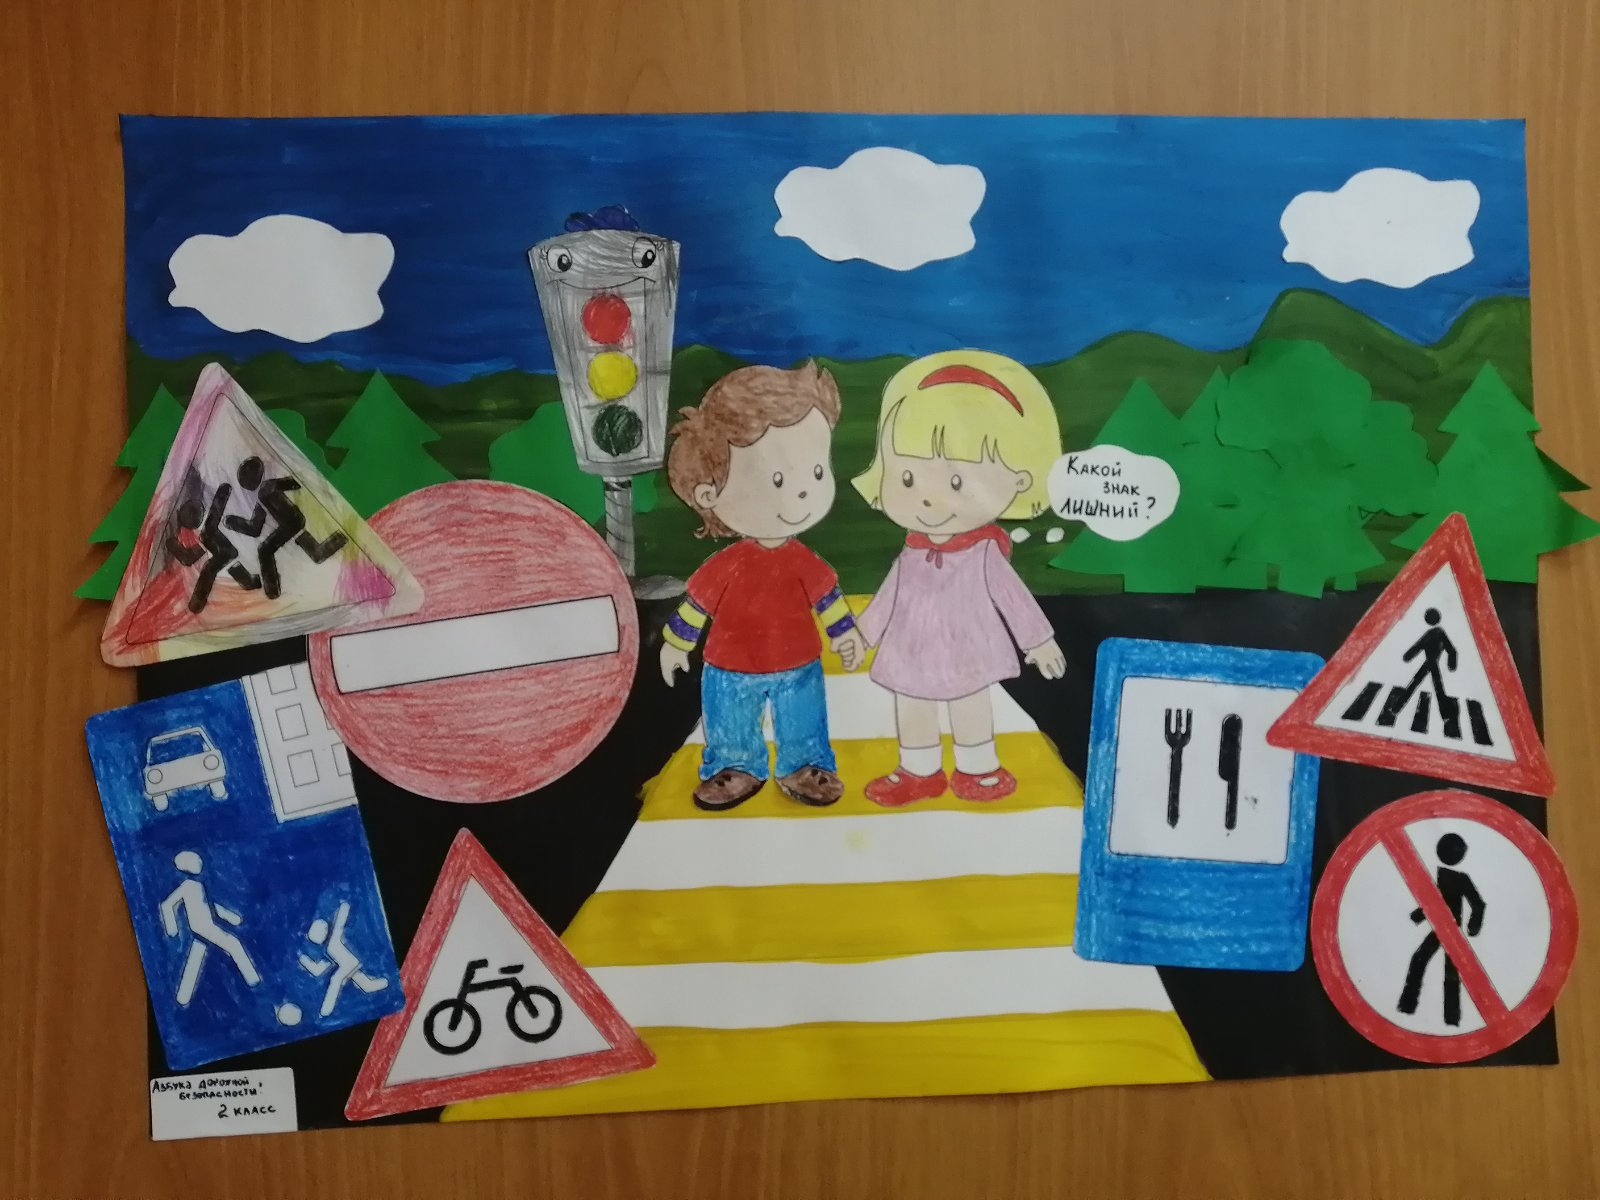 Какой
знак
лишний?
Азбука дорожной
безопасности!
2 класс